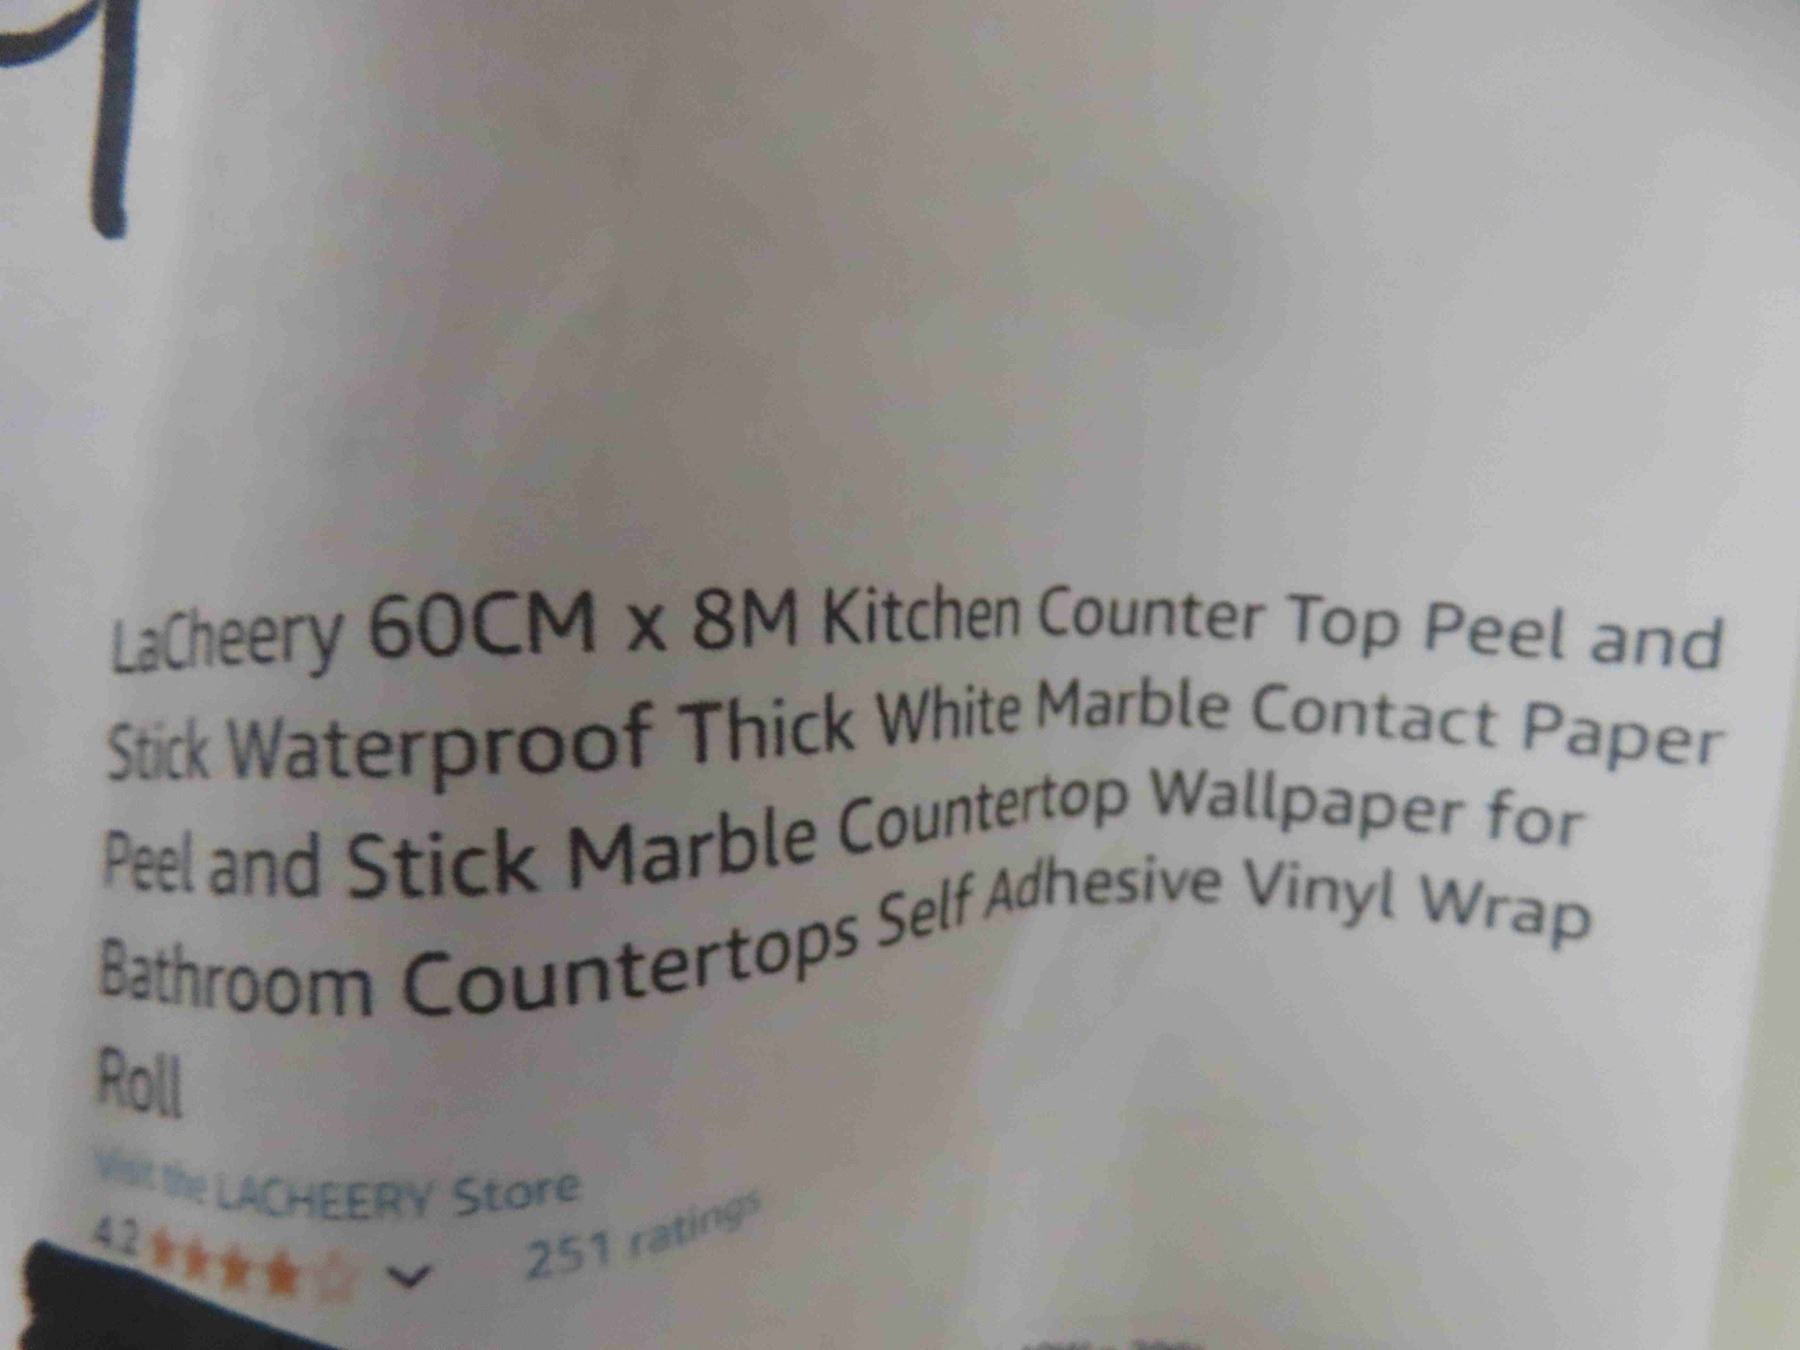 LaCheery 60CM x 8M Kitchen Counter Top Peel and
Stick Waterproof Thick White Marble Contact Paper
Peel and Stick Marble Countertop Wallpaper for
Bathroom Countertops Self Adhesive Vinyl Wrap
Roll
Visit the LACHEERY Store
4.2 251 ratings